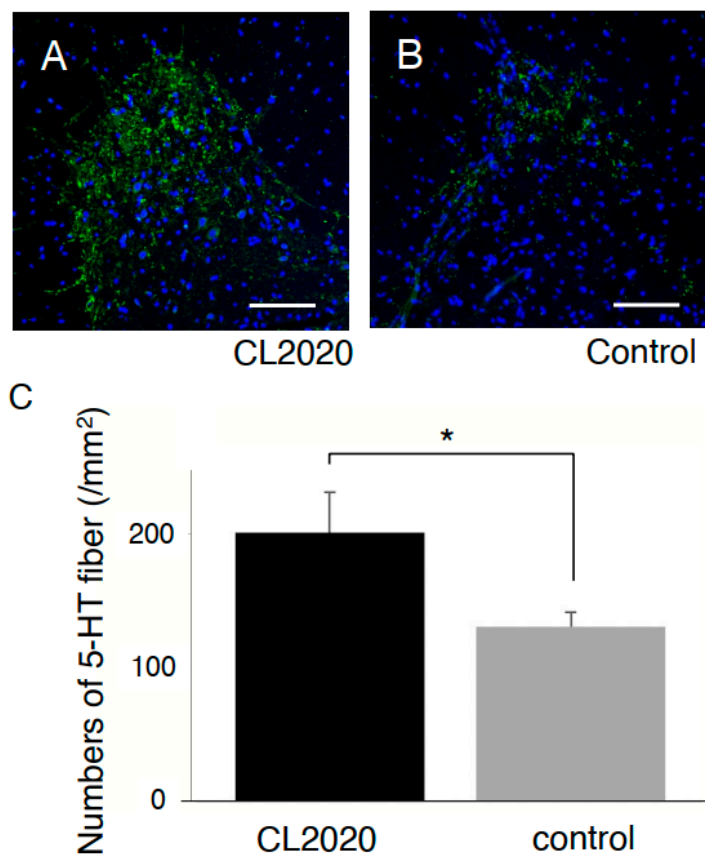 A
B
CL2020
Control
C
Numbers of 5-HT fiber (/mm²)
*
200
100
0
CL2020
control